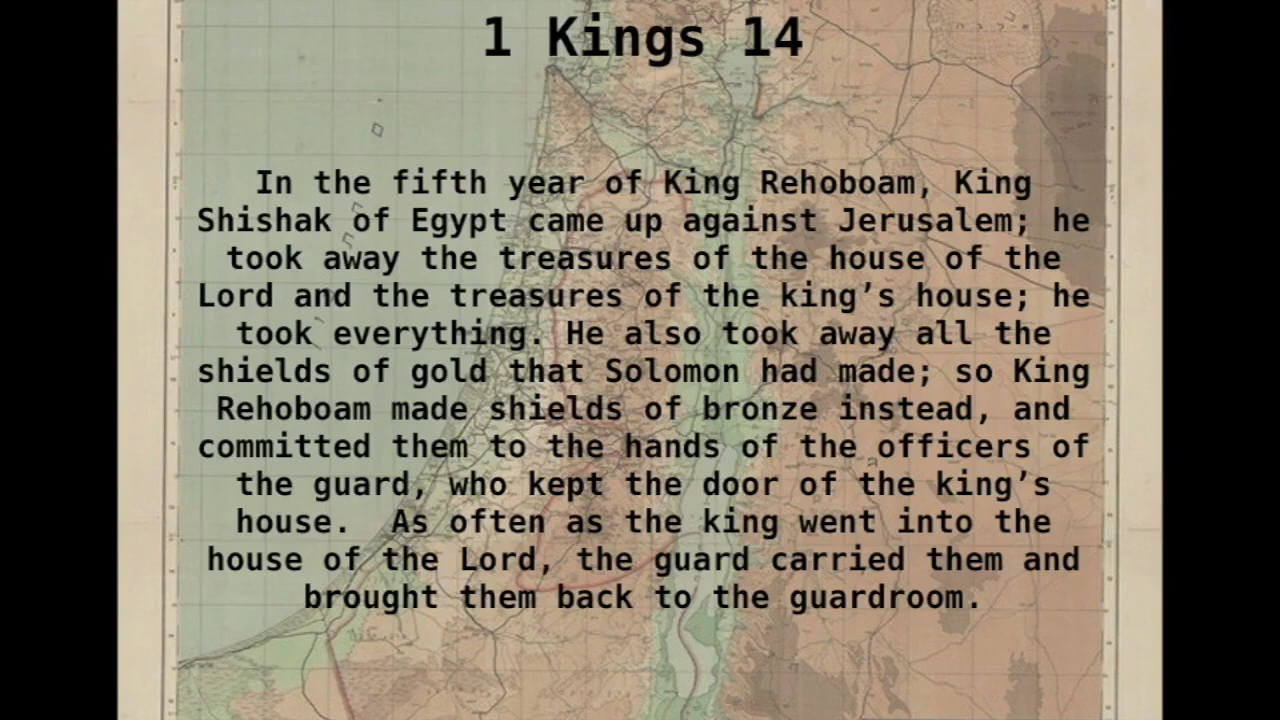 1 Kings 14
In the fifth year of King Rehoboam, King
Shishak of Egypt came up against Jerusalem; he
took away the treasures of the house of the
Lord and the treasures of the king’s house; he
took everything. He also took away all the
shields of gold that Solomon had made; so King
Rehoboam made shields of bronze instead, and
committed them to the hands of the officers of
the guard, who kept the door of the king’s
house.  As often as the king went into the
house of the Lord, the guard carried them and
brought them back to the guardroom.